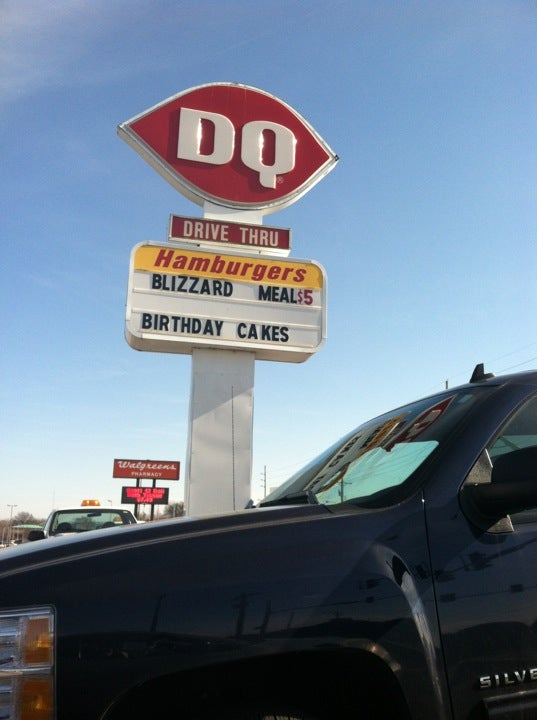 DQ
DRIVE THRU
Hamburgers
BLIZZARD MEAL $5
BIRTHDAY CAKES
Walgreens
PHARMACY
SILVE